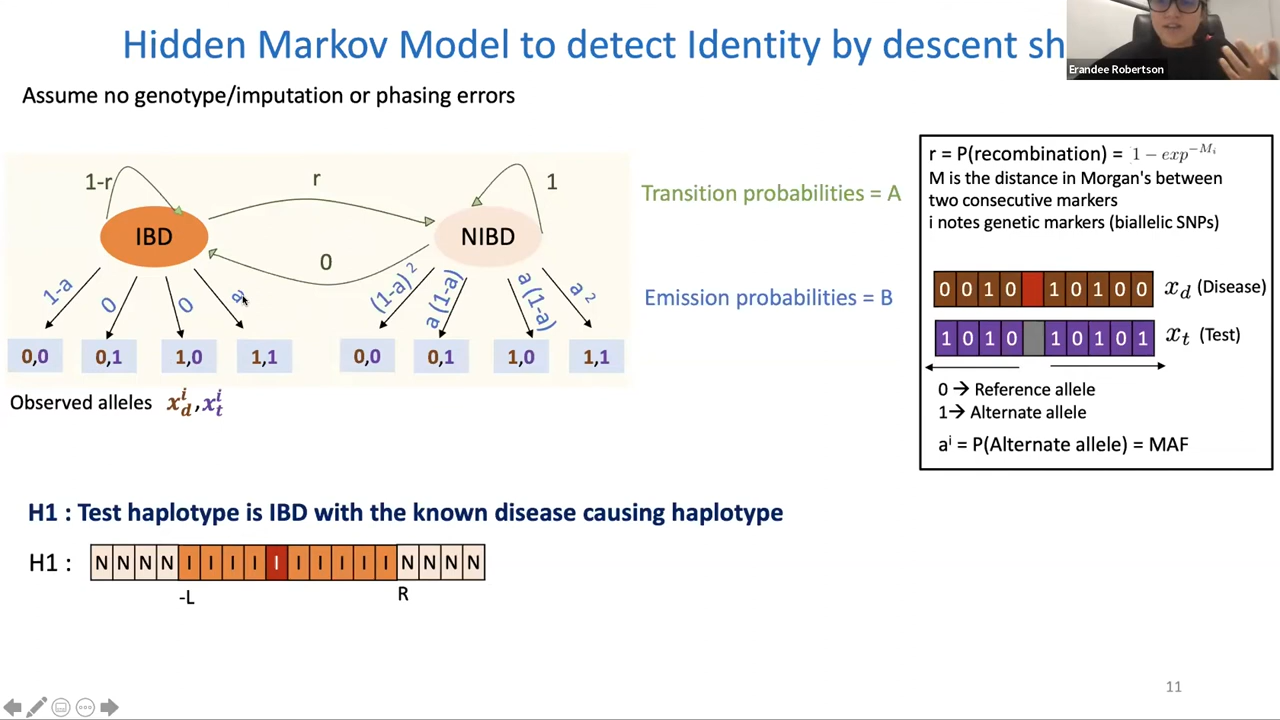 Hidden Markov Model to detect Identity by descent sh
Erandee Robertson
Assume no genotype/imputation or phasing errors
1-r
r
1
IBD
NIBD
0
1-a
0
0
a
(1-a) 2
a (1-a)
a (1-a)
a 2
0,0
0,1
1,0
1,1
0,0
0,1
1,0
1,1
Observed alleles x_d^i, x_t^i
Transition probabilities = A
Emission probabilities = B
r = P(recombination) = 1 − exp^{−M_i}
M is the distance in Morgan's between
two consecutive markers
i notes genetic markers (biallelic SNPs)
0 0 1 0 1 0 1 0 0 x_d (Disease)
1 0 1 0 1 0 1 0 1 x_t (Test)
0 → Reference allele
1→ Alternate allele
a^i = P(Alternate allele) = MAF
H1 : Test haplotype is IBD with the known disease causing haplotype
H1 : N N N N I I I I I I I I I I N N N N
-L
R
11